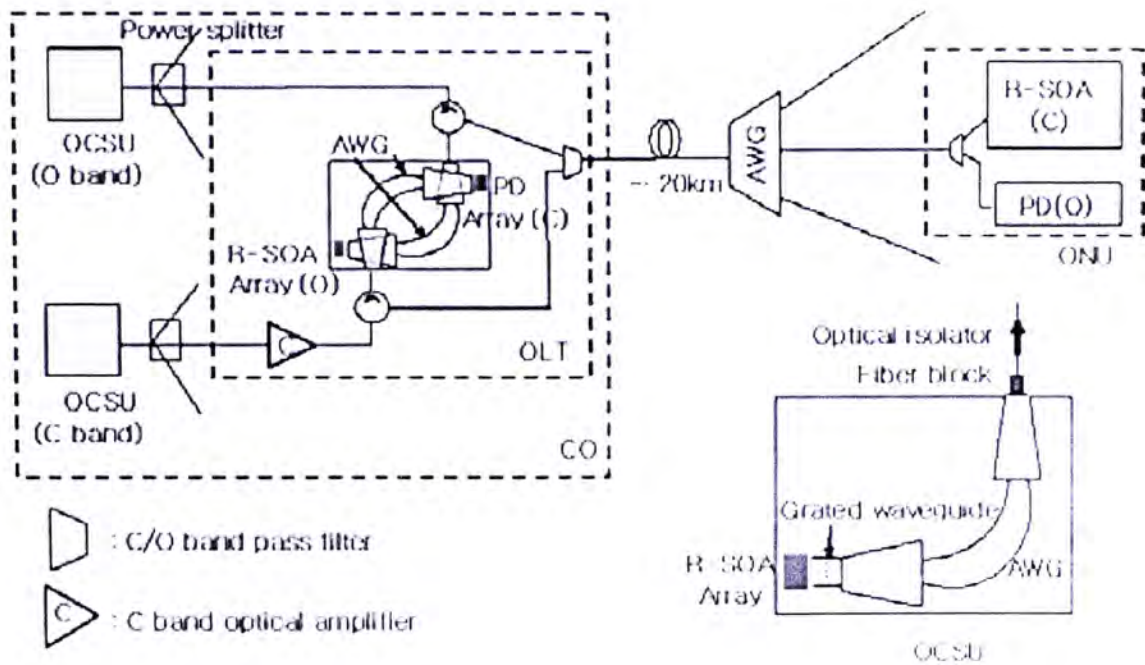 Power splitter
OCSU
(O band)
AWG
PD
Array(C)
R-SOA
Array(O)
C
OLT
OCSU
(C band)
CO
~ 20km
AWG
R-SOA
(C)
PD(O)
ONU
Optical isolator
Fiber block
Grated waveguide
R-SOA
Array
AWG
OCSU
: C/O band pass filter
C
: C band optical amplifier